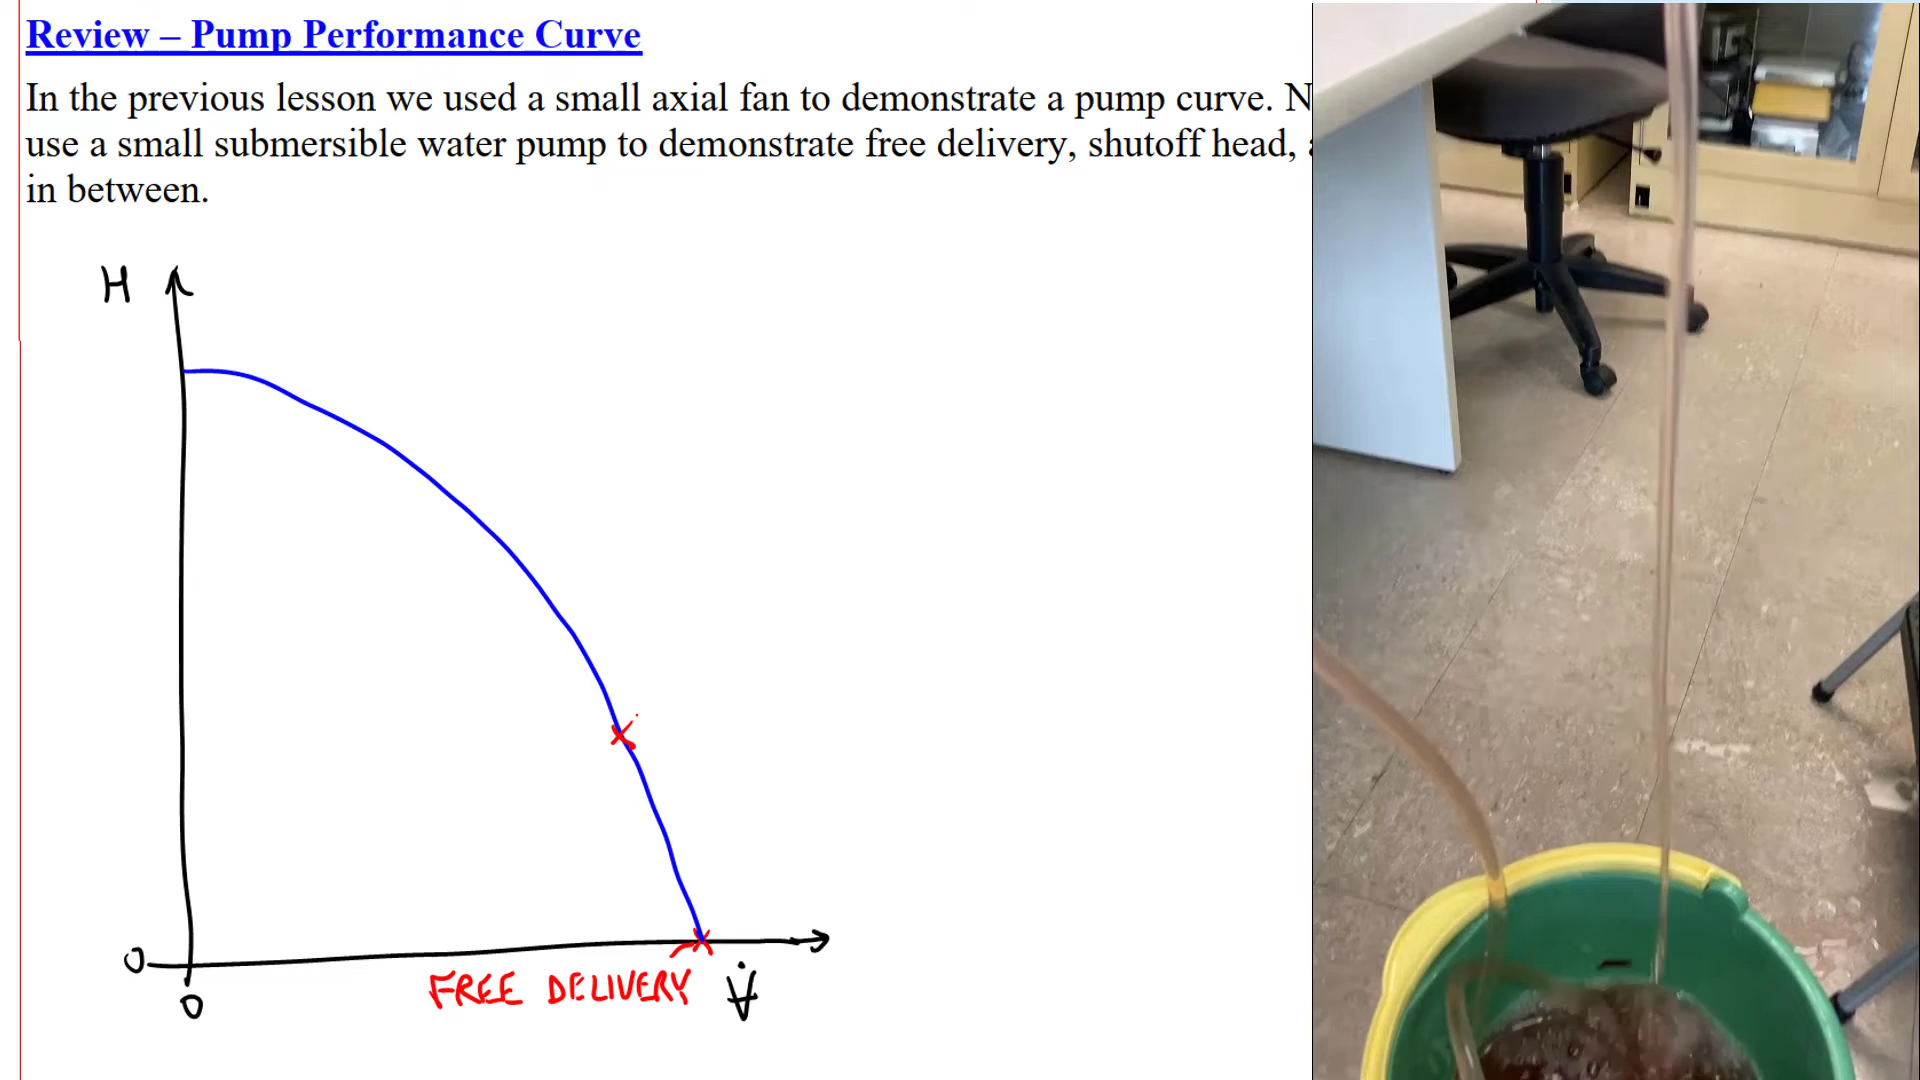 Review – Pump Performance Curve
In the previous lesson we used a small axial fan to demonstrate a pump curve.
use a small submersible water pump to demonstrate free delivery, shutoff head,
in between.
H
0
0
FREE DELIVERY V̇